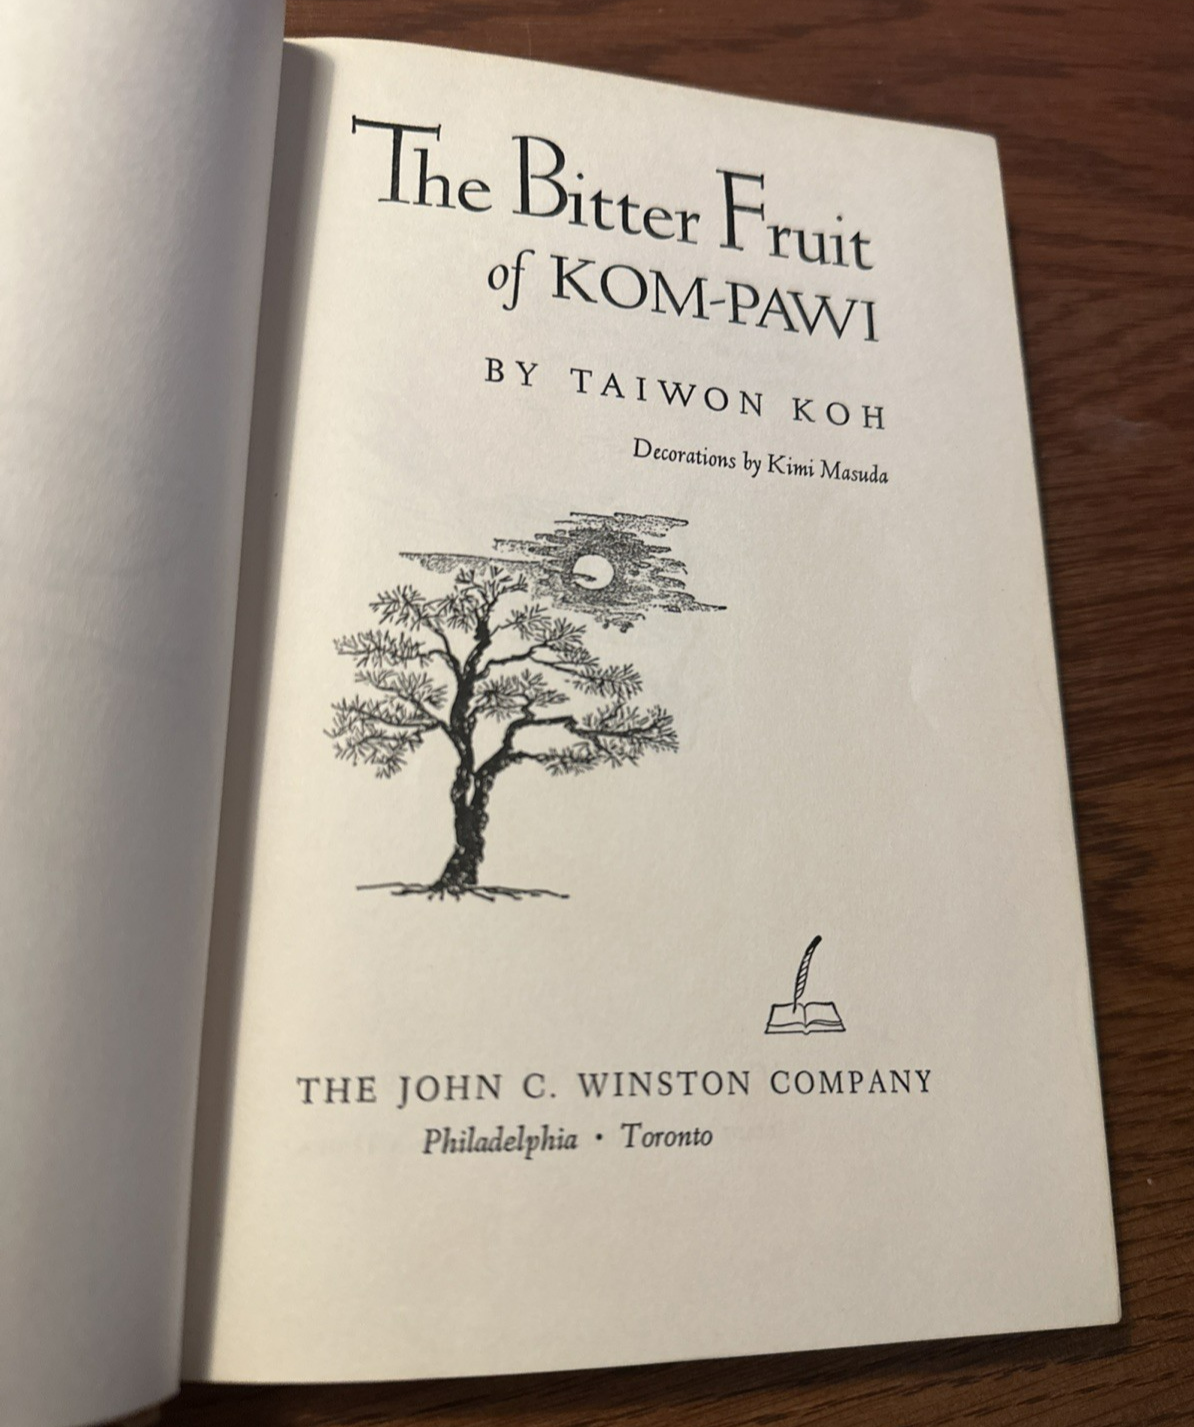 The Bitter Fruit
of KOM-PAWI
BY TAIWON KOH
Decorations by Kimi Masuda
THE JOHN C. WINSTON COMPANY
Philadelphia · Toronto